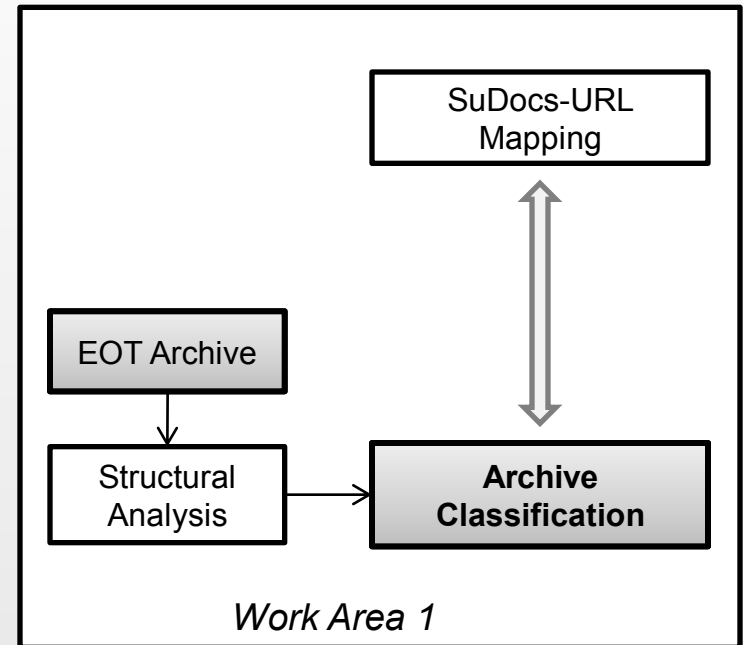 SuDocs-URL
Mapping
EOT Archive
Structural
Analysis
Archive
Classification
Work Area 1